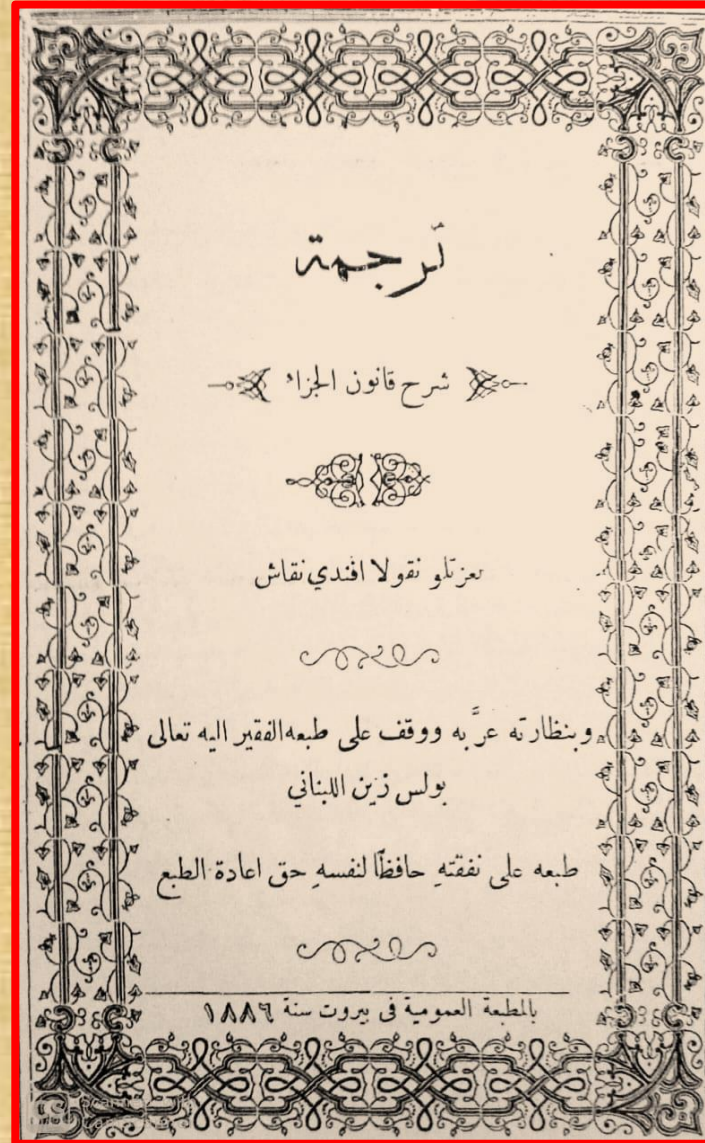 ترجمة
شرح قانون الجزاء
لعزتلو نقولا افندي نقاش
وبنظارته عرَّبه ووقف على طبعه الفقير اليه تعالى
بولس زين اللبناني
طبعه على نفقتهِ حافظًا لنفسهِ حق اعادة الطبع
بالمطبعة العمومية في بيروت سنة ١٨٨٦